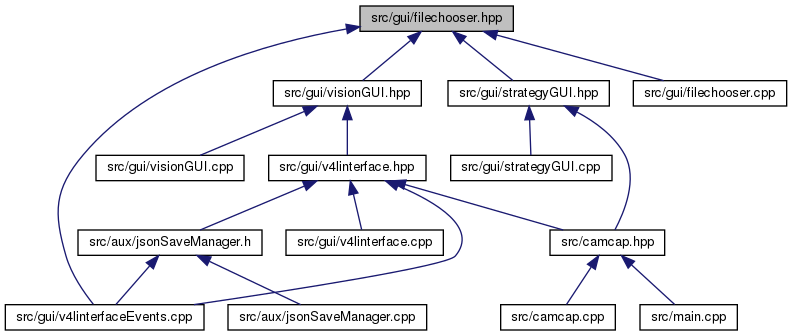 src/gui/filechooser.hpp
src/gui/visionGUI.hpp
src/gui/strategyGUI.hpp
src/gui/filechooser.cpp
src/gui/visionGUI.cpp
src/gui/v4linterface.hpp
src/gui/strategyGUI.cpp
src/aux/jsonSaveManager.h
src/gui/v4linterface.cpp
src/camcap.hpp
src/gui/v4linterfaceEvents.cpp
src/aux/jsonSaveManager.cpp
src/camcap.cpp
src/main.cpp